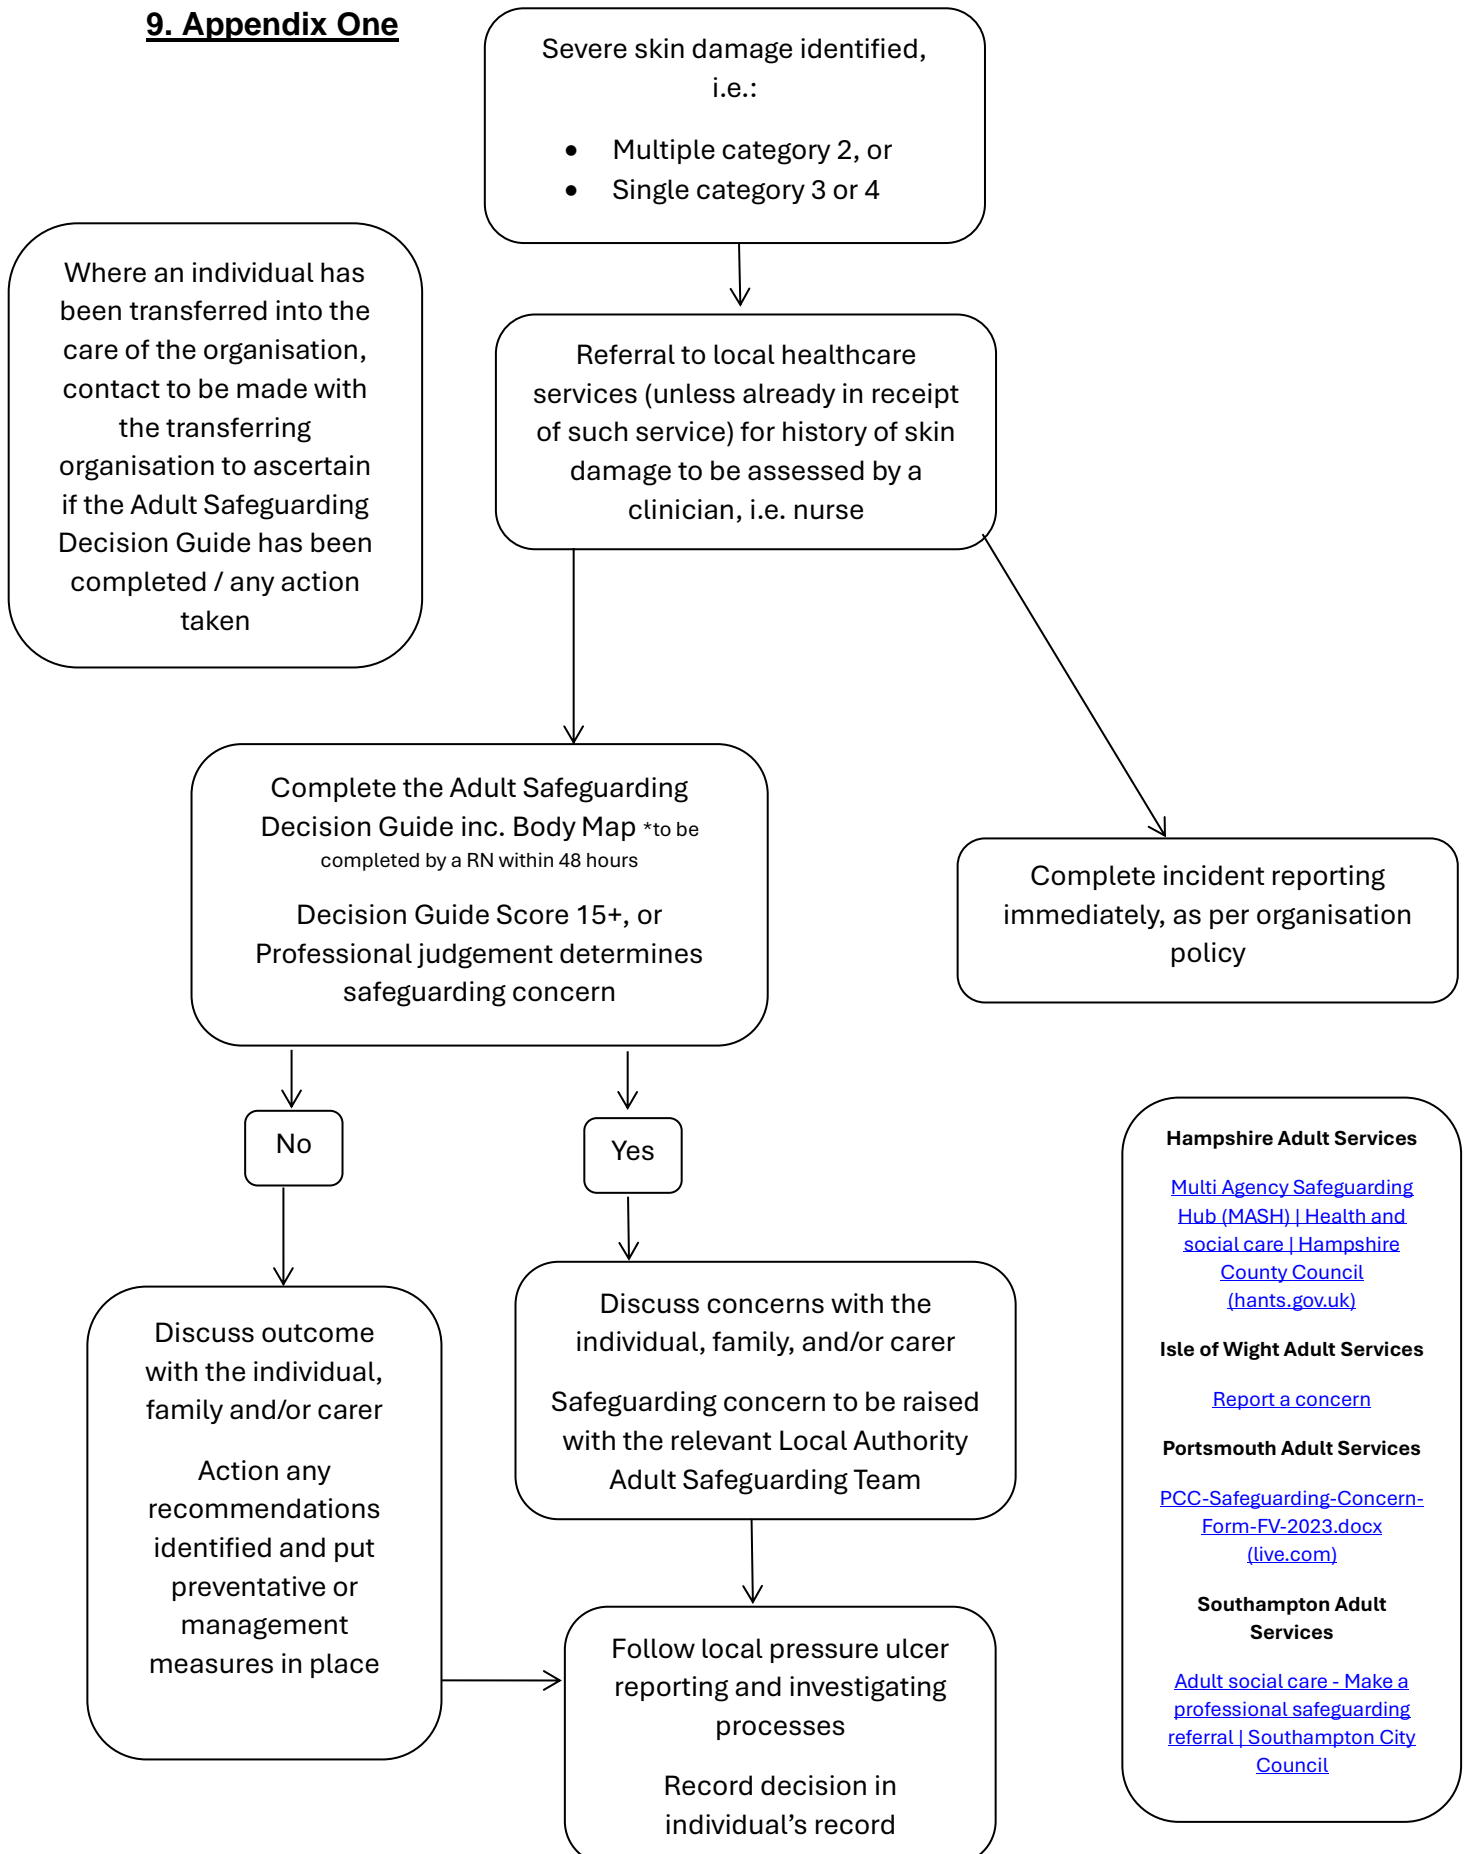 9. Appendix One
Severe skin damage identified,
i.e.:
• Multiple category 2, or
• Single category 3 or 4
Where an individual has
been transferred into the
care of the organisation,
contact to be made with
the transferring
organisation to ascertain
if the Adult Safeguarding
Decision Guide has been
completed / any action
taken
Referral to local healthcare
services (unless already in receipt
of such service) for history of skin
damage to be assessed by a
clinician, i.e. nurse
Complete the Adult Safeguarding
Decision Guide inc. Body Map *to be
completed by a RN within 48 hours
Decision Guide Score 15+, or
Professional judgement determines
safeguarding concern
Complete incident reporting
immediately, as per organisation
policy
No
Yes
Discuss outcome
with the individual,
family and/or carer
Action any
recommendations
identified and put
preventative or
management
measures in place
Discuss concerns with the
individual, family, and/or carer
Safeguarding concern to be raised
with the relevant Local Authority
Adult Safeguarding Team
Follow local pressure ulcer
reporting and investigating
processes
Record decision in
individual’s record
Hampshire Adult Services
Multi Agency Safeguarding
Hub (MASH) | Health and
social care | Hampshire
County Council
(hants.gov.uk)
Isle of Wight Adult Services
Report a concern
Portsmouth Adult Services
PCC-Safeguarding-Concern-
Form-FV-2023.docx
(live.com)
Southampton Adult
Services
Adult social care - Make a
professional safeguarding
referral | Southampton City
Council